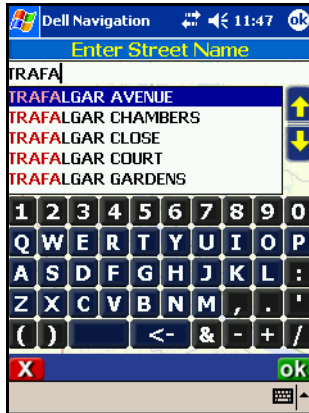 Dell Navigation 11:47 ok
Enter Street Name
TRAFA
TRAFALGAR AVENUE
TRAFALGAR CHAMBERS
TRAFALGAR CLOSE
TRAFALGAR COURT
TRAFALGAR GARDENS
1 2 3 4 5 6 7 8 9 0
Q W E R T Y U I O P
A S D F G H J K L :
Z X C V B N M , . '
( ) <- & - + /
X ok